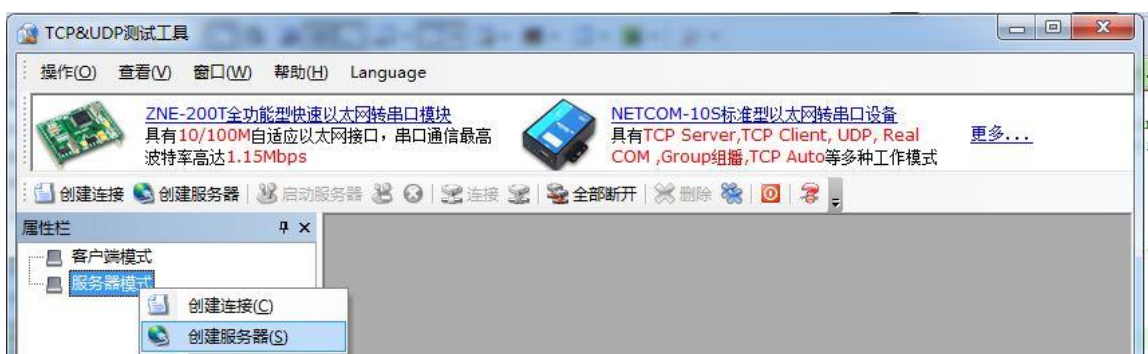 TCP&UDP测试工具
操作(O) 查看(V) 窗口(W) 帮助(H) Language
ZNE-200T全功能型快速以太网转串口模块
具有10/100M自适应以太网接口，串口通信最高
波特率高达1.15Mbps
NETCOM-10S标准型以太网转串口设备
具有TCP Server,TCP Client, UDP, Real
COM ,Group组播,TCP Auto等多种工作模式
更多...
创建连接 创建服务器 启动服务器 连接 全部断开 删除
属性栏
客户端模式
服务器模式
创建连接(C)
创建服务器(S)